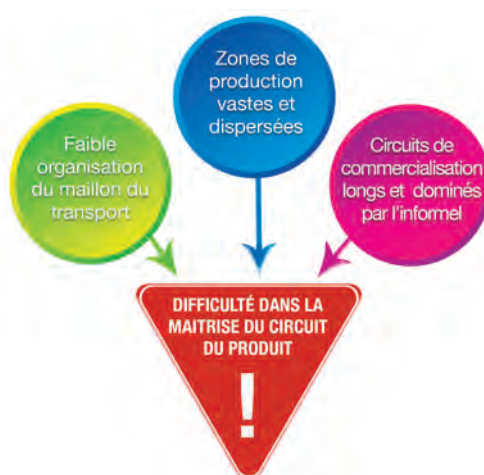 Zones de
production
vastes et
dispersées
Faible
organisation
du maillon du
transport
Circuits de
commercialisation
longs et dominés
par l'informel
DIFFICULTÉ DANS LA
MAITRISE DU CIRCUIT
DU PRODUIT
!